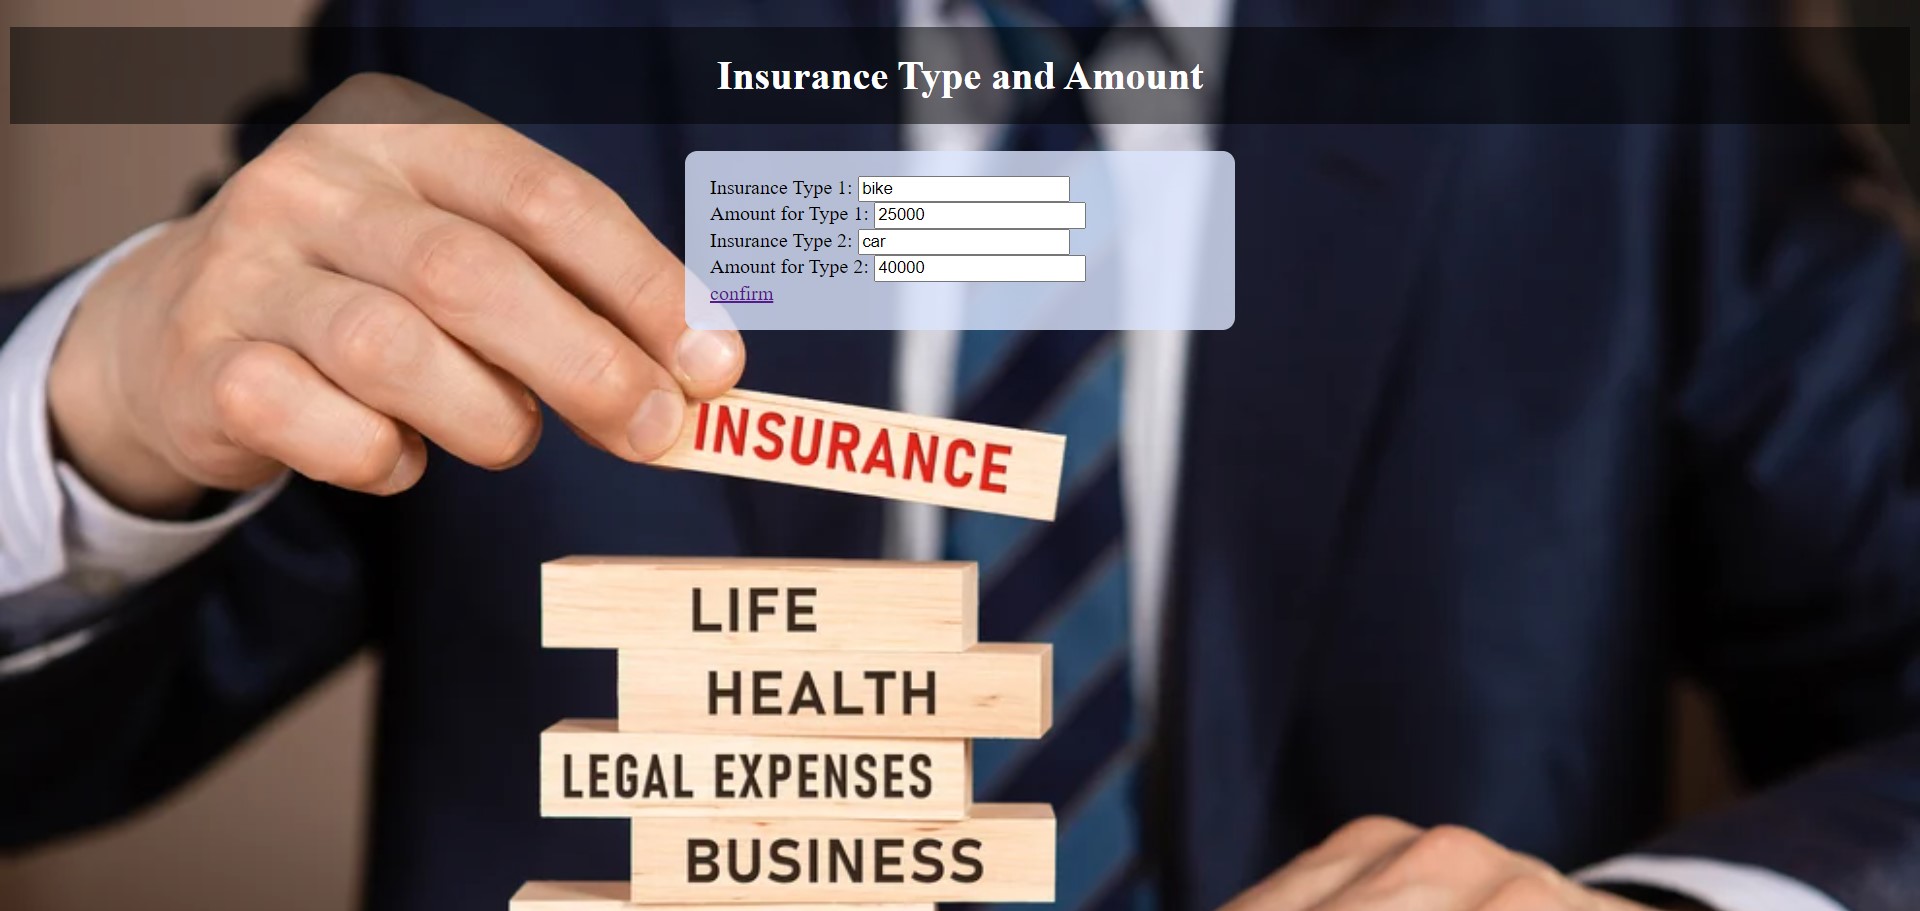 Insurance Type and Amount
Insurance Type 1: bike
Amount for Type 1: 25000
Insurance Type 2: car
Amount for Type 2: 40000
confirm
INSURANCE
LIFE
HEALTH
LEGAL EXPENSES
BUSINESS